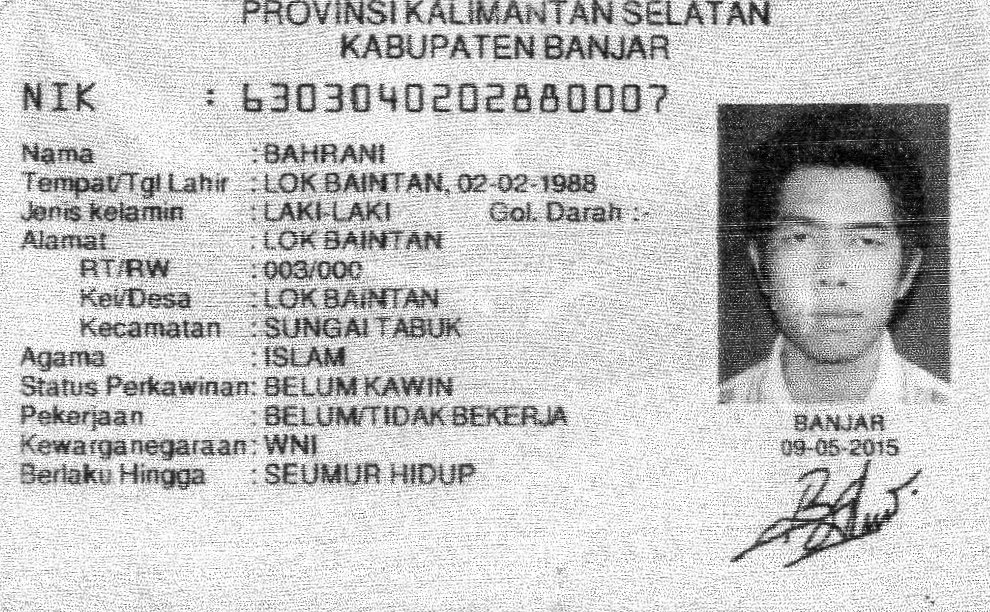 PROVINSI KALIMANTAN SELATAN
KABUPATEN BANJAR
NIK : 6303040202880007
Nama : BAHRANI
Tempat/Tgl Lahir : LOK BAINTAN, 02-02-1988
Jenis kelamin : LAKI-LAKI Gol. Darah :-
Alamat : LOK BAINTAN
RT/RW : 003/000
Kel/Desa : LOK BAINTAN
Kecamatan : SUNGAI TABUK
Agama : ISLAM
Status Perkawinan: BELUM KAWIN
Pekerjaan : BELUM/TIDAK BEKERJA
Kewarganegaraan: WNI
Berlaku Hingga : SEUMUR HIDUP
BANJAR
09-05-2015